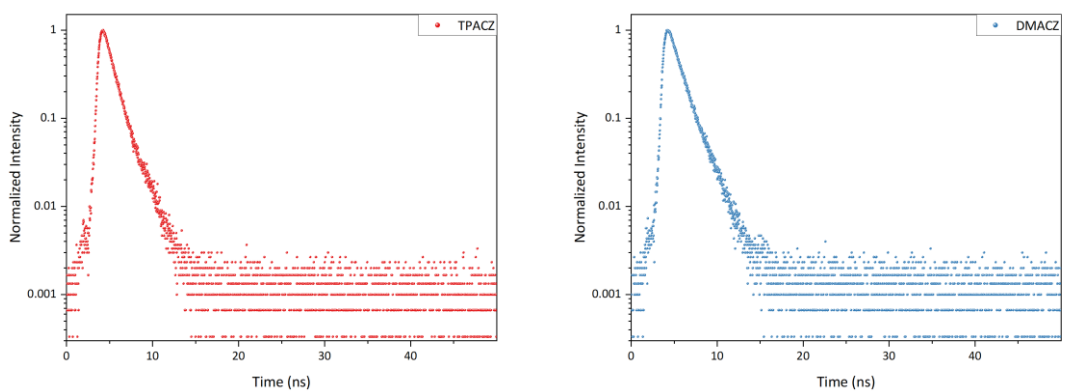 TPACZ
1
0.1
0.01
0.001
Normalized Intensity
0 10 20 30 40
Time (ns)
DMACZ
1
0.1
0.01
0.001
Normalized Intensity
0 10 20 30 40
Time (ns)